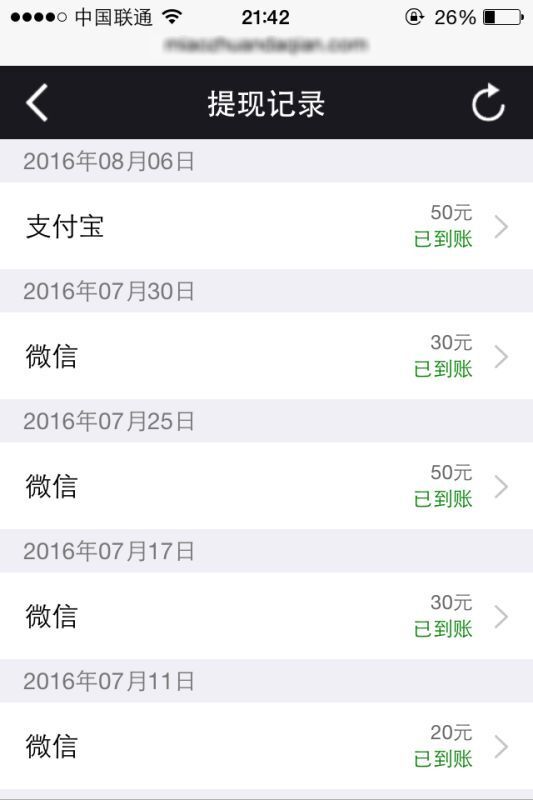 中国联通 21:42 26%
miaozhuandaqian.com
提现记录
2016年08月06日
支付宝 50元
已到账
2016年07月30日
微信 30元
已到账
2016年07月25日
微信 50元
已到账
2016年07月17日
微信 30元
已到账
2016年07月11日
微信 20元
已到账